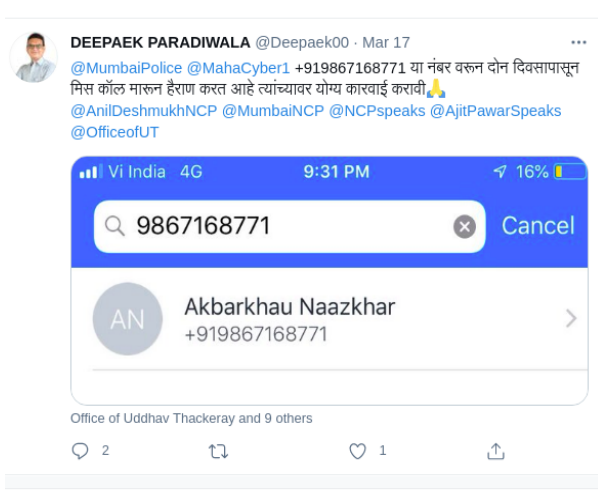 DEEPAEK PARADIWALA @Deepaek00 · Mar 17
@MumbaiPolice @MahaCyber1 +919867168771 या नंबर वरून दोन दिवसापासून
मिस कॉल मारून हैराण करत आहे त्यांच्यावर योग्य कारवाई करावी🙏
@AnilDeshmukhNCP @MumbaiNCP @NCPspeaks @AjitPawarSpeaks
@OfficeofUT
Vi India 4G 9:31 PM 16%
9867168771 Cancel
AN Akbarkhau Naazkhar
+919867168771
Office of Uddhav Thackeray and 9 others
2 1